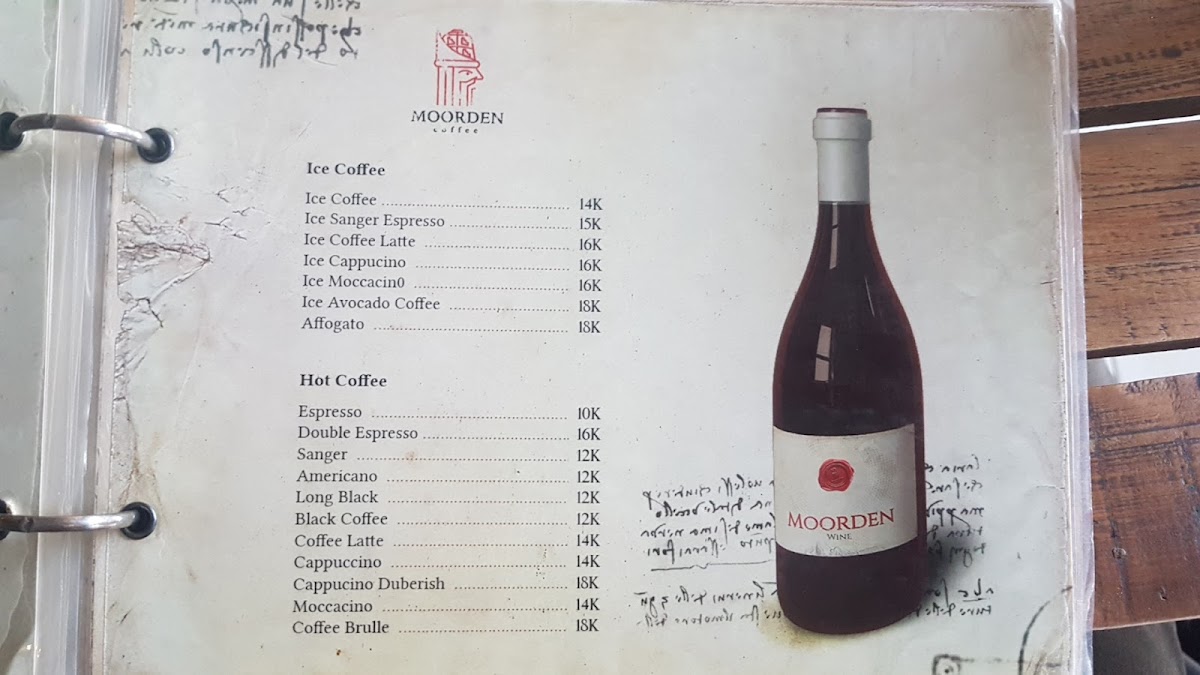 MOORDEN
coffee
Ice Coffee
Ice Coffee 14K
Ice Sanger Espresso 15K
Ice Coffee Latte 16K
Ice Cappucino 16K
Ice Moccacin0 16K
Ice Avocado Coffee 18K
Affogato 18K
Hot Coffee
Espresso 10K
Double Espresso 16K
Sanger 12K
Americano 12K
Long Black 12K
Black Coffee 12K
Coffee Latte 14K
Cappuccino 14K
Cappucino Duberish 18K
Moccacino 14K
Coffee Brulle 18K
MOORDEN
WINE